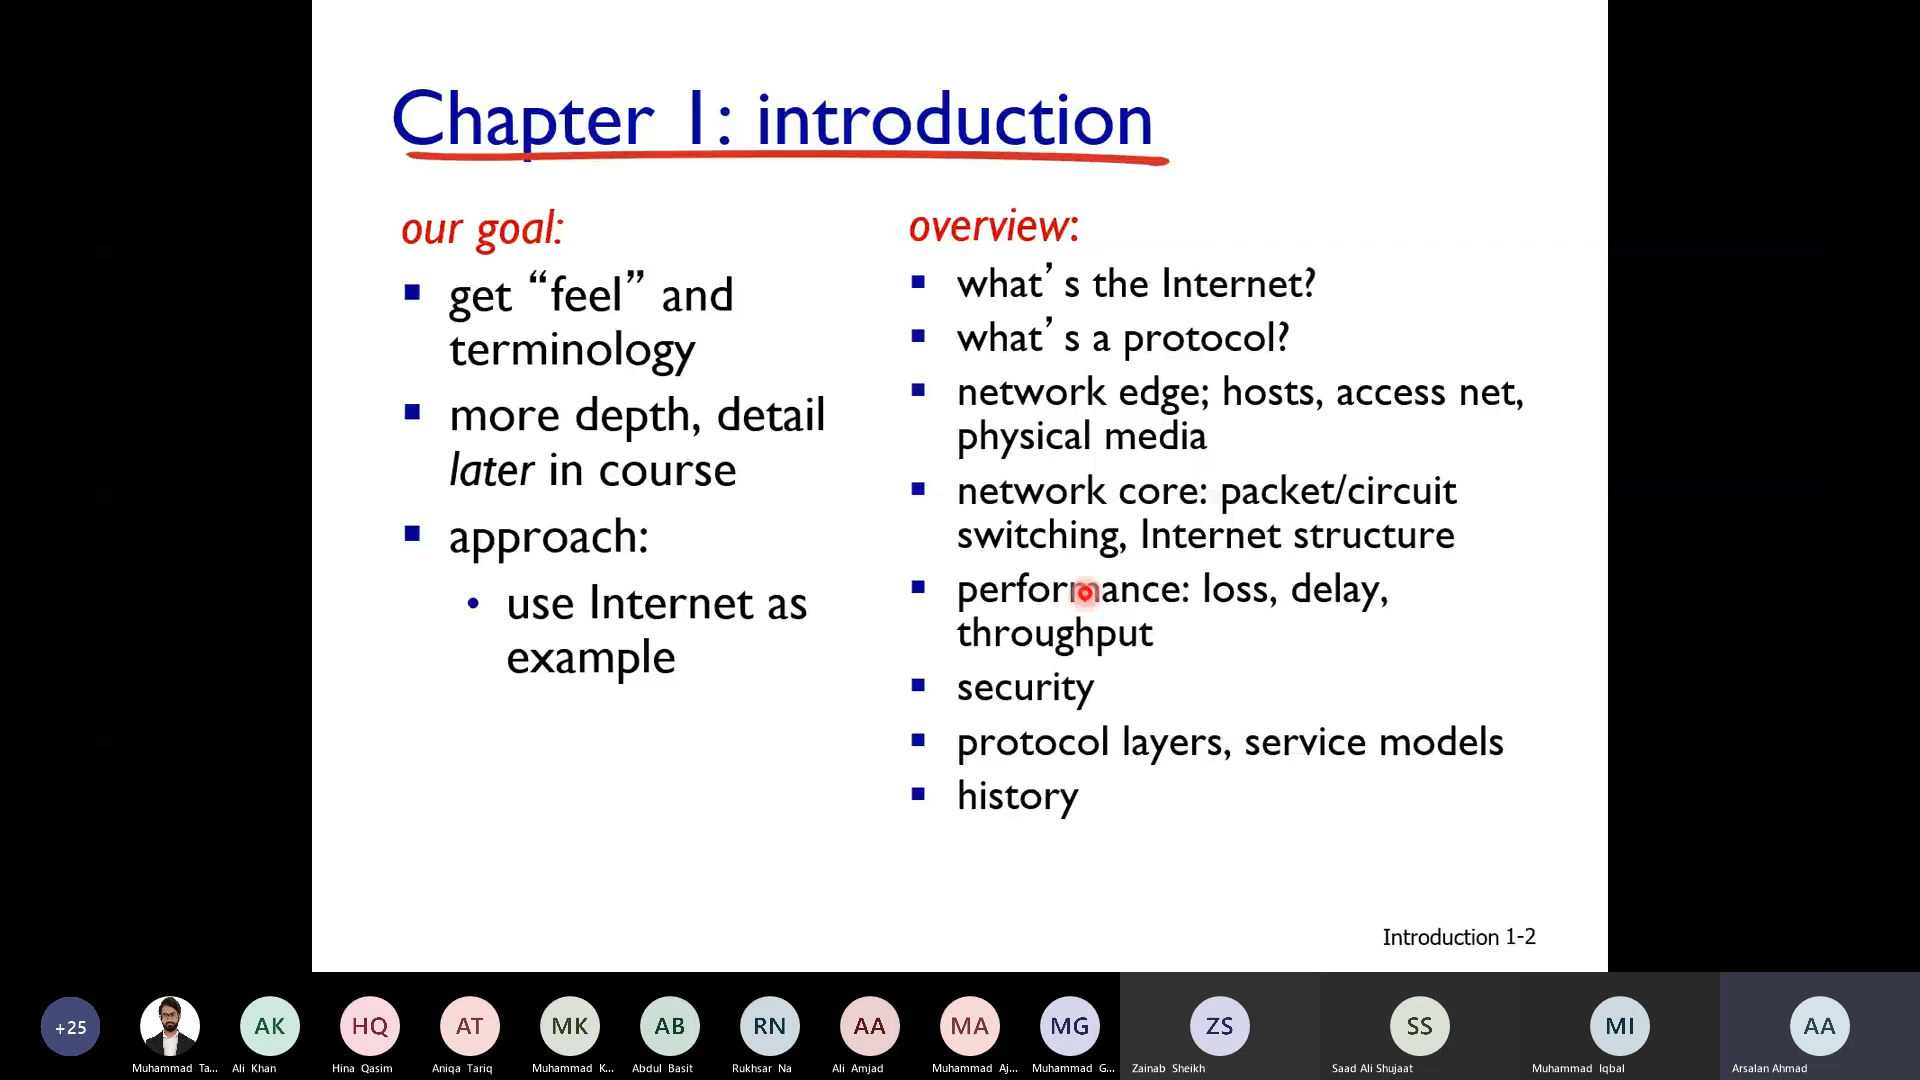 Chapter 1: introduction
our goal:
get “feel” and
terminology
more depth, detail
later in course
approach:
use Internet as
example
overview:
what’s the Internet?
what’s a protocol?
network edge; hosts, access net,
physical media
network core: packet/circuit
switching, Internet structure
performance: loss, delay,
throughput
security
protocol layers, service models
history
Introduction 1-2
+25
AK
HQ
AT
MK
AB
RN
AA
MA
MG
ZS
SS
MI
AA
Muhammad Ta...
Ali Khan
Hina Qasim
Aniqa Tariq
Muhammad K...
Abdul Basit
Rukhsar Na
Ali Amjad
Muhammad Aj...
Muhammad G...
Zainab Sheikh
Saad Ali Shujaat
Muhammad Iqbal
Arsalan Ahmad